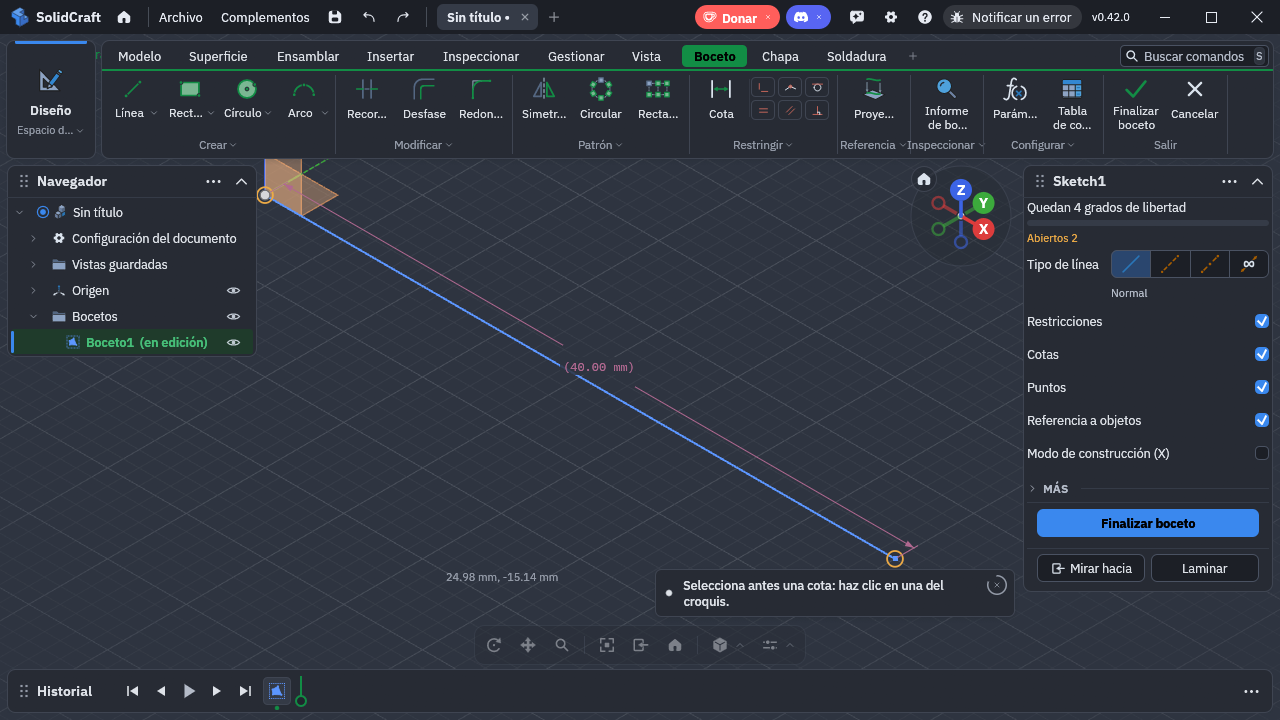 SolidCraft
Archivo
Complementos
Sin título •
Donar
Notificar un error
v0.42.0
Diseño
Espacio d...
Modelo
Superficie
Ensamblar
Insertar
Inspeccionar
Gestionar
Vista
Boceto
Chapa
Soldadura
Buscar comandos
S
Línea
Rect...
Círculo
Arco
Recor...
Desfase
Redon...
Simetr...
Circular
Recta...
Cota
Proye...
Informe
de bo...
Parám...
Tabla
de co...
Finalizar
boceto
Cancelar
Crear
Modificar
Patrón
Restringir
Referencia
Inspeccionar
Configurar
Salir
Navegador
Sin título
Configuración del documento
Vistas guardadas
Origen
Bocetos
Boceto1 (en edición)
Z
Y
X
(40.00 mm)
24.98 mm, -15.14 mm
Sketch1
Quedan 4 grados de libertad
Abiertos 2
Tipo de línea
Normal
Restricciones
Cotas
Puntos
Referencia a objetos
Modo de construcción (X)
MÁS
Finalizar boceto
Mirar hacia
Laminar
Selecciona antes una cota: haz clic en una del
croquis.
Historial